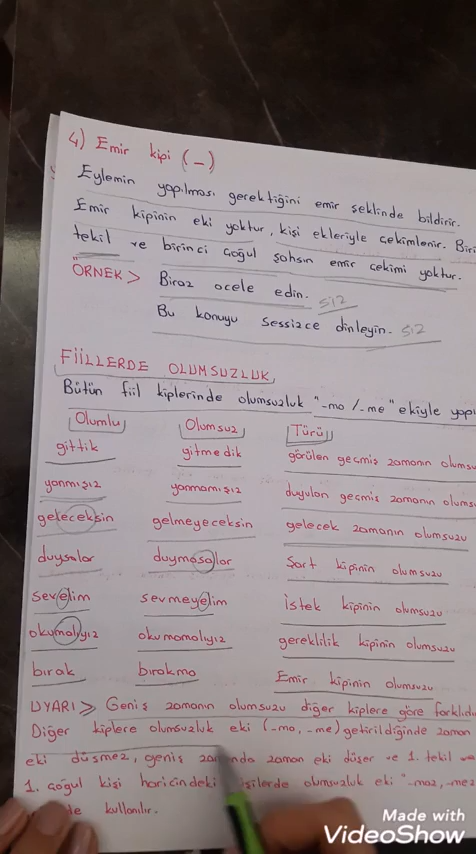 4) Emir kipi (-)
Eylemin yapılması gerektiğini emir şeklinde bildirir.
Emir kipinin eki yoktur, kişi ekleriyle çekimlenir. Biri
tekil ve birinci çoğul şahsın emir çekimi yoktur.
ÖRNEK > Biraz acele edin. siz
Bu konuyu sessizce dinleyin. siz
FİİLLERDE OLUMSUZLUK
Bütün fiil kiplerinde olumsuzluk "-ma /-me" ekiyle yapı
Olumlu Olumsuz Türü
gittik gitmedik görülen geçmiş zamanın olumsu
yanmışız yanmamışız duyulan geçmiş zamanın olumsu
geleceksin gelmeyeceksin gelecek zamanın olumsuzu
duysalar duymasalar Şart kipinin olumsuzu
sevelim sevmeyelim İstek kipinin olumsuzu
okumalıyız okumamalıyız gereklilik kipinin olumsuzu
bırak bırakma Emir kipinin olumsuzu
UYARI > Geniş zamanın olumsuzu diğer kiplere göre farklıdı
Diğer kiplere olumsuzluk eki (-ma, -me) getirildiğinde zaman
eki düşmez, geniş zamanda zaman eki düşer ve 1. tekil ve
1. çoğul kişi haricindeki olumsuzluk eki "-maz, -mez
kullanılır.
Made with
VideoShow